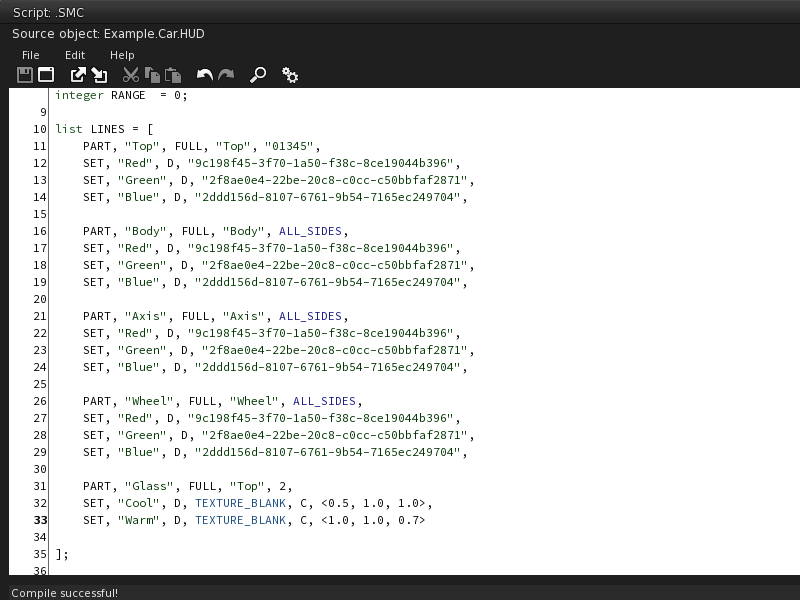 Script: .SMC
Source object: Example.Car.HUD
File Edit Help
integer RANGE  = 0;
9
10 list LINES = [
11     PART, "Top", FULL, "Top", "01345",
12     SET, "Red", D, "9c198f45-3f70-1a50-f38c-8ce19044b396",
13     SET, "Green", D, "2f8ae0e4-22be-20c8-c0cc-c50bbfaf2871",
14     SET, "Blue", D, "2ddd156d-8107-6761-9b54-7165ec249704",
15
16     PART, "Body", FULL, "Body", ALL_SIDES,
17     SET, "Red", D, "9c198f45-3f70-1a50-f38c-8ce19044b396",
18     SET, "Green", D, "2f8ae0e4-22be-20c8-c0cc-c50bbfaf2871",
19     SET, "Blue", D, "2ddd156d-8107-6761-9b54-7165ec249704",
20
21     PART, "Axis", FULL, "Axis", ALL_SIDES,
22     SET, "Red", D, "9c198f45-3f70-1a50-f38c-8ce19044b396",
23     SET, "Green", D, "2f8ae0e4-22be-20c8-c0cc-c50bbfaf2871",
24     SET, "Blue", D, "2ddd156d-8107-6761-9b54-7165ec249704",
25
26     PART, "Wheel", FULL, "Wheel", ALL_SIDES,
27     SET, "Red", D, "9c198f45-3f70-1a50-f38c-8ce19044b396",
28     SET, "Green", D, "2f8ae0e4-22be-20c8-c0cc-c50bbfaf2871",
29     SET, "Blue", D, "2ddd156d-8107-6761-9b54-7165ec249704",
30
31     PART, "Glass", FULL, "Top", 2,
32     SET, "Cool", D, TEXTURE_BLANK, C, <0.5, 1.0, 1.0>,
33     SET, "Warm", D, TEXTURE_BLANK, C, <1.0, 1.0, 0.7>
34
35 ];
36
Compile successful!